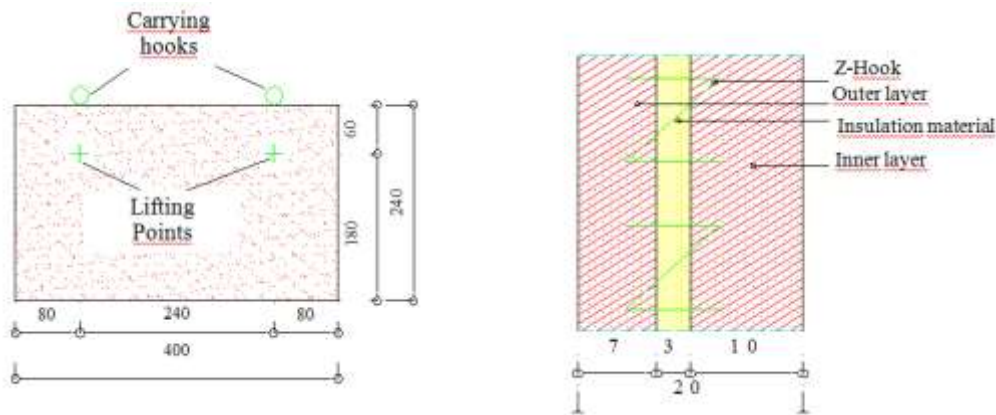 Carrying
hooks
60
180
240
Lifting
Points
80 240 80
400
Z-Hook
Outer layer
Insulation material
Inner layer
7 3 1 0
2 0